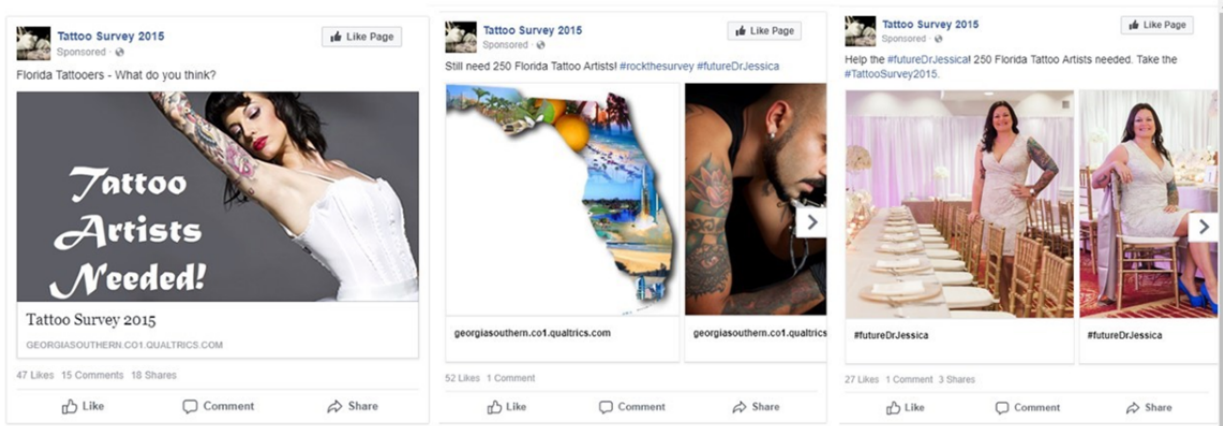 Tattoo Survey 2015
Like Page
Sponsored ·
Florida Tattooers - What do you think?
Tattoo
Artists
Needed!
Tattoo Survey 2015
GEORGIASOUTHERN.CO1.QUALTRICS.COM
47 Likes 15 Comments 18 Shares
Like Comment Share
Tattoo Survey 2015
Like Page
Sponsored ·
Still need 250 Florida Tattoo Artists! #rockthesurvey #futureDrJessica
georgiasouthern.co1.qualtrics.com
georgiasouthern.co1.qualtrics
52 Likes 1 Comment
Like Comment Share
Tattoo Survey 2015
Like Page
Sponsored ·
Help the #futureDrJessica! 250 Florida Tattoo Artists needed. Take the
#TattooSurvey2015.
#futureDrJessica
#futureDrJessica
27 Likes 1 Comment 3 Shares
Like Comment Share